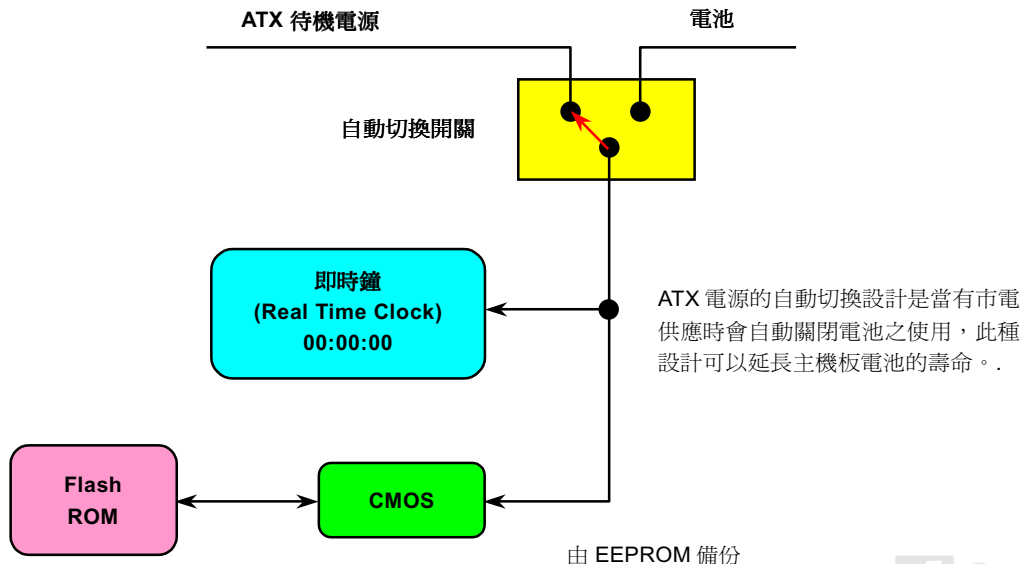 ATX 待機電源
電池
自動切換開關
即時鐘
(Real Time Clock)
00:00:00
ATX 電源的自動切換設計是當有市電
供應時會自動關閉電池之使用，此種
設計可以延長主機板電池的壽命。.
Flash
ROM
CMOS
由 EEPROM 備份